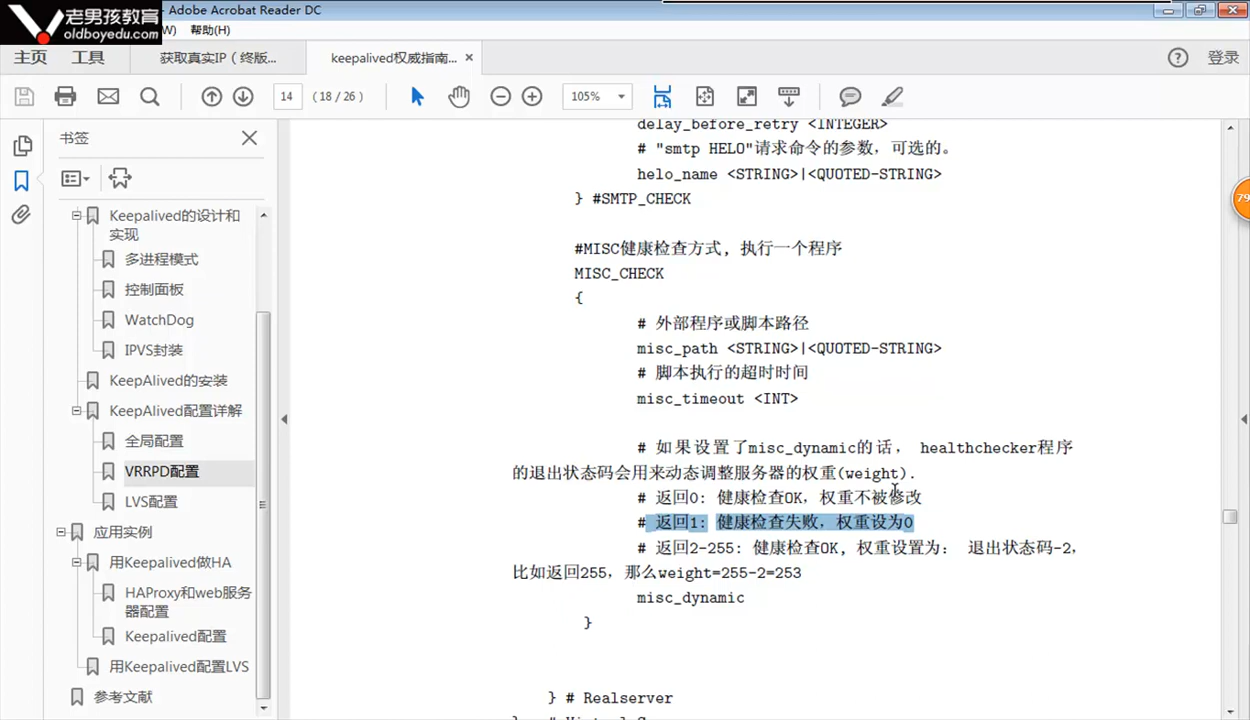 老男孩教育
oldboyedu.com
- Adobe Acrobat Reader DC
W) 帮助(H)
主页 工具 获取真实IP（终版... keepalived权威指南... × 登录
14 (18 / 26) 105%
书签
79
Keepalived的设计和
实现
多进程模式
控制面板
WatchDog
IPVS封装
KeepAlived的安装
KeepAlived配置详解
全局配置
VRRPD配置
LVS配置
应用实例
用Keepalived做HA
HAProxy和web服务
器配置
Keepalived配置
用Keepalived配置LVS
参考文献
delay_before_retry <INTEGER>
# "smtp HELO"请求命令的参数，可选的。
helo_name <STRING>|<QUOTED-STRING>
} #SMTP_CHECK
#MISC健康检查方式，执行一个程序
MISC_CHECK
{
# 外部程序或脚本路径
misc_path <STRING>|<QUOTED-STRING>
# 脚本执行的超时时间
misc_timeout <INT>
# 如果设置了misc_dynamic的话， healthchecker程序
的退出状态码会用来动态调整服务器的权重(weight).
# 返回0: 健康检查OK，权重不被修改
# 返回1: 健康检查失败，权重设为0
# 返回2-255: 健康检查OK, 权重设置为： 退出状态码-2，
比如返回255，那么weight=255-2=253
misc_dynamic
}
} # Realserver